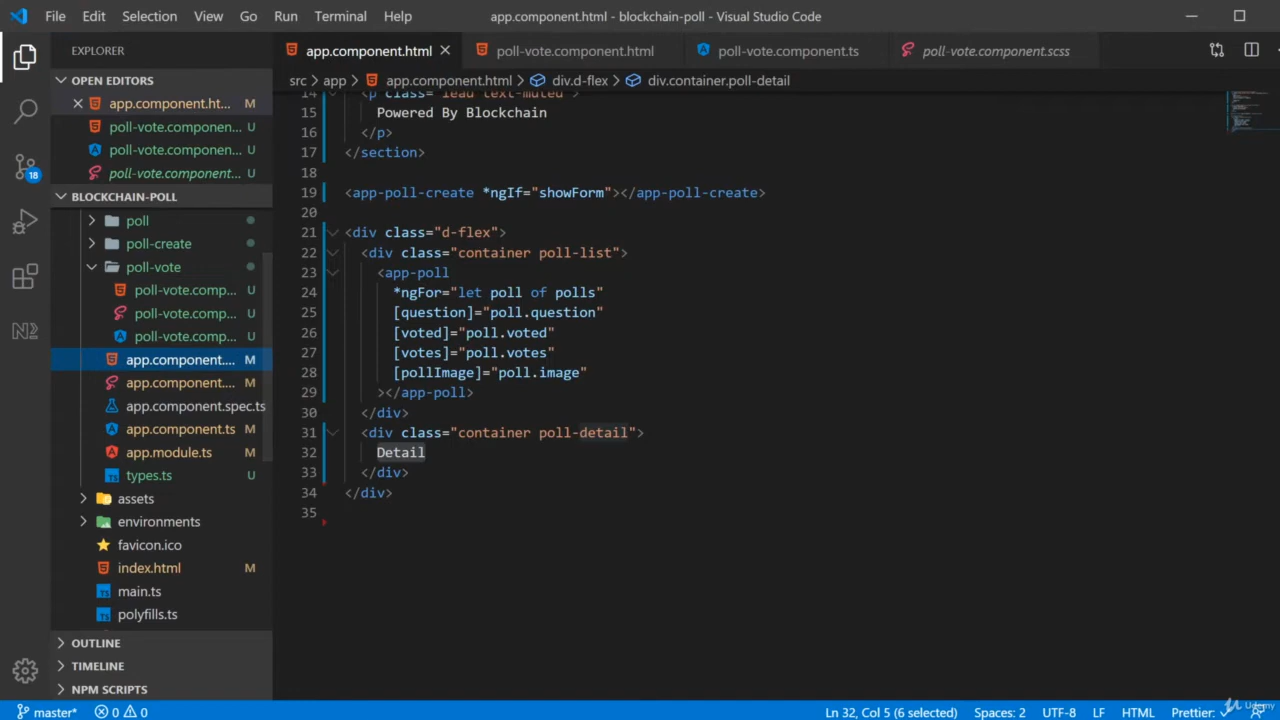 File Edit Selection View Go Run Terminal Help app.component.html - blockchain-poll - Visual Studio Code
EXPLORER
OPEN EDITORS
app.component.ht... M
poll-vote.componen... U
poll-vote.componen... U
poll-vote.component... U
BLOCKCHAIN-POLL
poll
poll-create
poll-vote
poll-vote.comp... U
poll-vote.comp... U
poll-vote.comp... U
app.component.... M
app.component.... M
app.component.spec.ts
app.component.ts M
app.module.ts M
types.ts U
assets
environments
favicon.ico
index.html M
main.ts
polyfills.ts
OUTLINE
TIMELINE
NPM SCRIPTS
18
app.component.html poll-vote.component.html poll-vote.component.ts poll-vote.component.scss
src > app > app.component.html > div.d-flex > div.container.poll-detail
14 <p class="lead text-muted">
15 Powered By Blockchain
16 </p>
17 </section>
18
19 <app-poll-create *ngIf="showForm"></app-poll-create>
20
21 <div class="d-flex">
22 <div class="container poll-list">
23 <app-poll
24 *ngFor="let poll of polls"
25 [question]="poll.question"
26 [voted]="poll.voted"
27 [votes]="poll.votes"
28 [pollImage]="poll.image"
29 ></app-poll>
30 </div>
31 <div class="container poll-detail">
32 Detail
33 </div>
34 </div>
35
master* 0 0 Ln 32, Col 5 (6 selected) Spaces: 2 UTF-8 LF HTML Prettier: ✓
Udemy